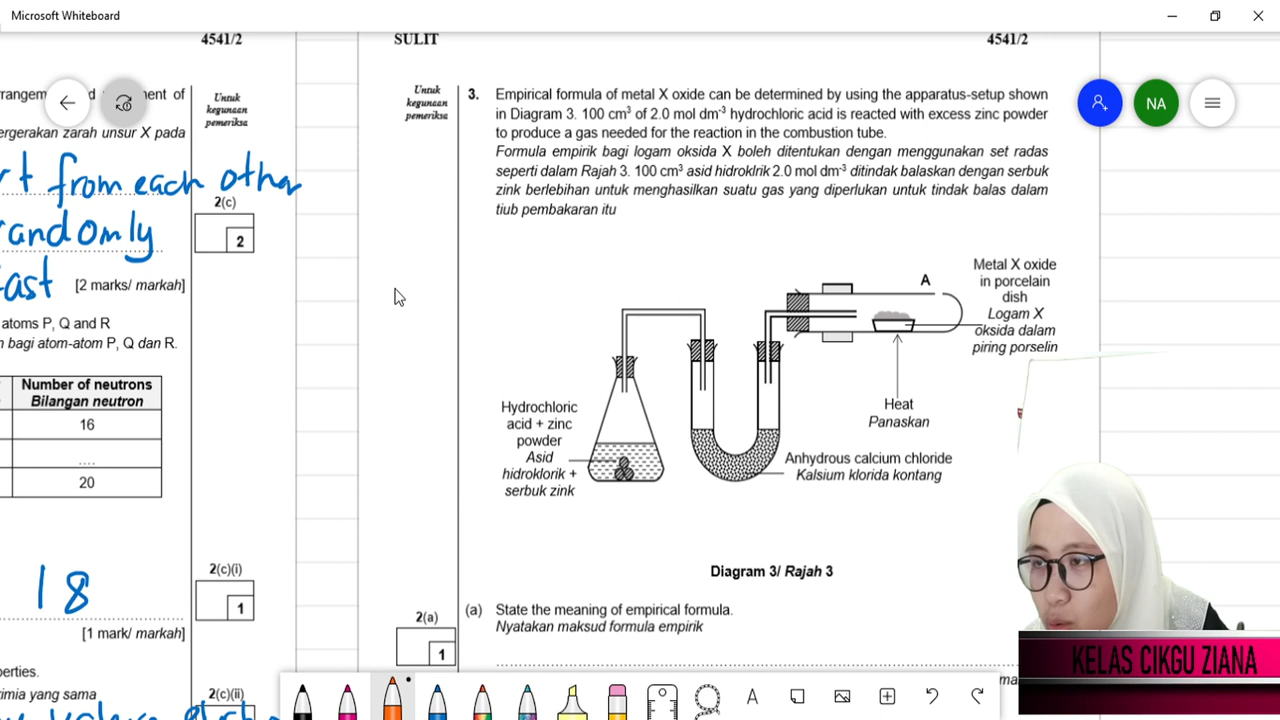 Microsoft Whiteboard
4541/2
SULIT
4541/2
ent of
Untuk
kegunaan
pemeriksa
ergerakan zarah unsur X pada
rt from each other
2(c)
randomly
2
fast
[2 marks/ markah]
atoms P, Q and R
bagi atom-atom P, Q dan R.
Number of neutrons
Bilangan neutron
16
....
20
18
2(c)(i)
1
[1 mark/ markah]
perties.
imia yang sama
2(c)(ii)
Untuk
kegunaan
pemeriksa
3. Empirical formula of metal X oxide can be determined by using the apparatus-setup shown
in Diagram 3. 100 cm³ of 2.0 mol dm⁻³ hydrochloric acid is reacted with excess zinc powder
to produce a gas needed for the reaction in the combustion tube.
Formula empirik bagi logam oksida X boleh ditentukan dengan menggunakan set radas
seperti dalam Rajah 3. 100 cm³ asid hidroklrik 2.0 mol dm⁻³ ditindak balaskan dengan serbuk
zink berlebihan untuk menghasilkan suatu gas yang diperlukan untuk tindak balas dalam
tiub pembakaran itu
A
Metal X oxide
in porcelain
dish
Logam X
oksida dalam
piring porselin
Heat
Panaskan
Hydrochloric
acid + zinc
powder
Asid
hidroklorik +
serbuk zink
Anhydrous calcium chloride
Kalsium klorida kontang
Diagram 3/ Rajah 3
2(a)
1
(a) State the meaning of empirical formula.
Nyatakan maksud formula empirik
NA
KELAS CIKGU ZIANA
A